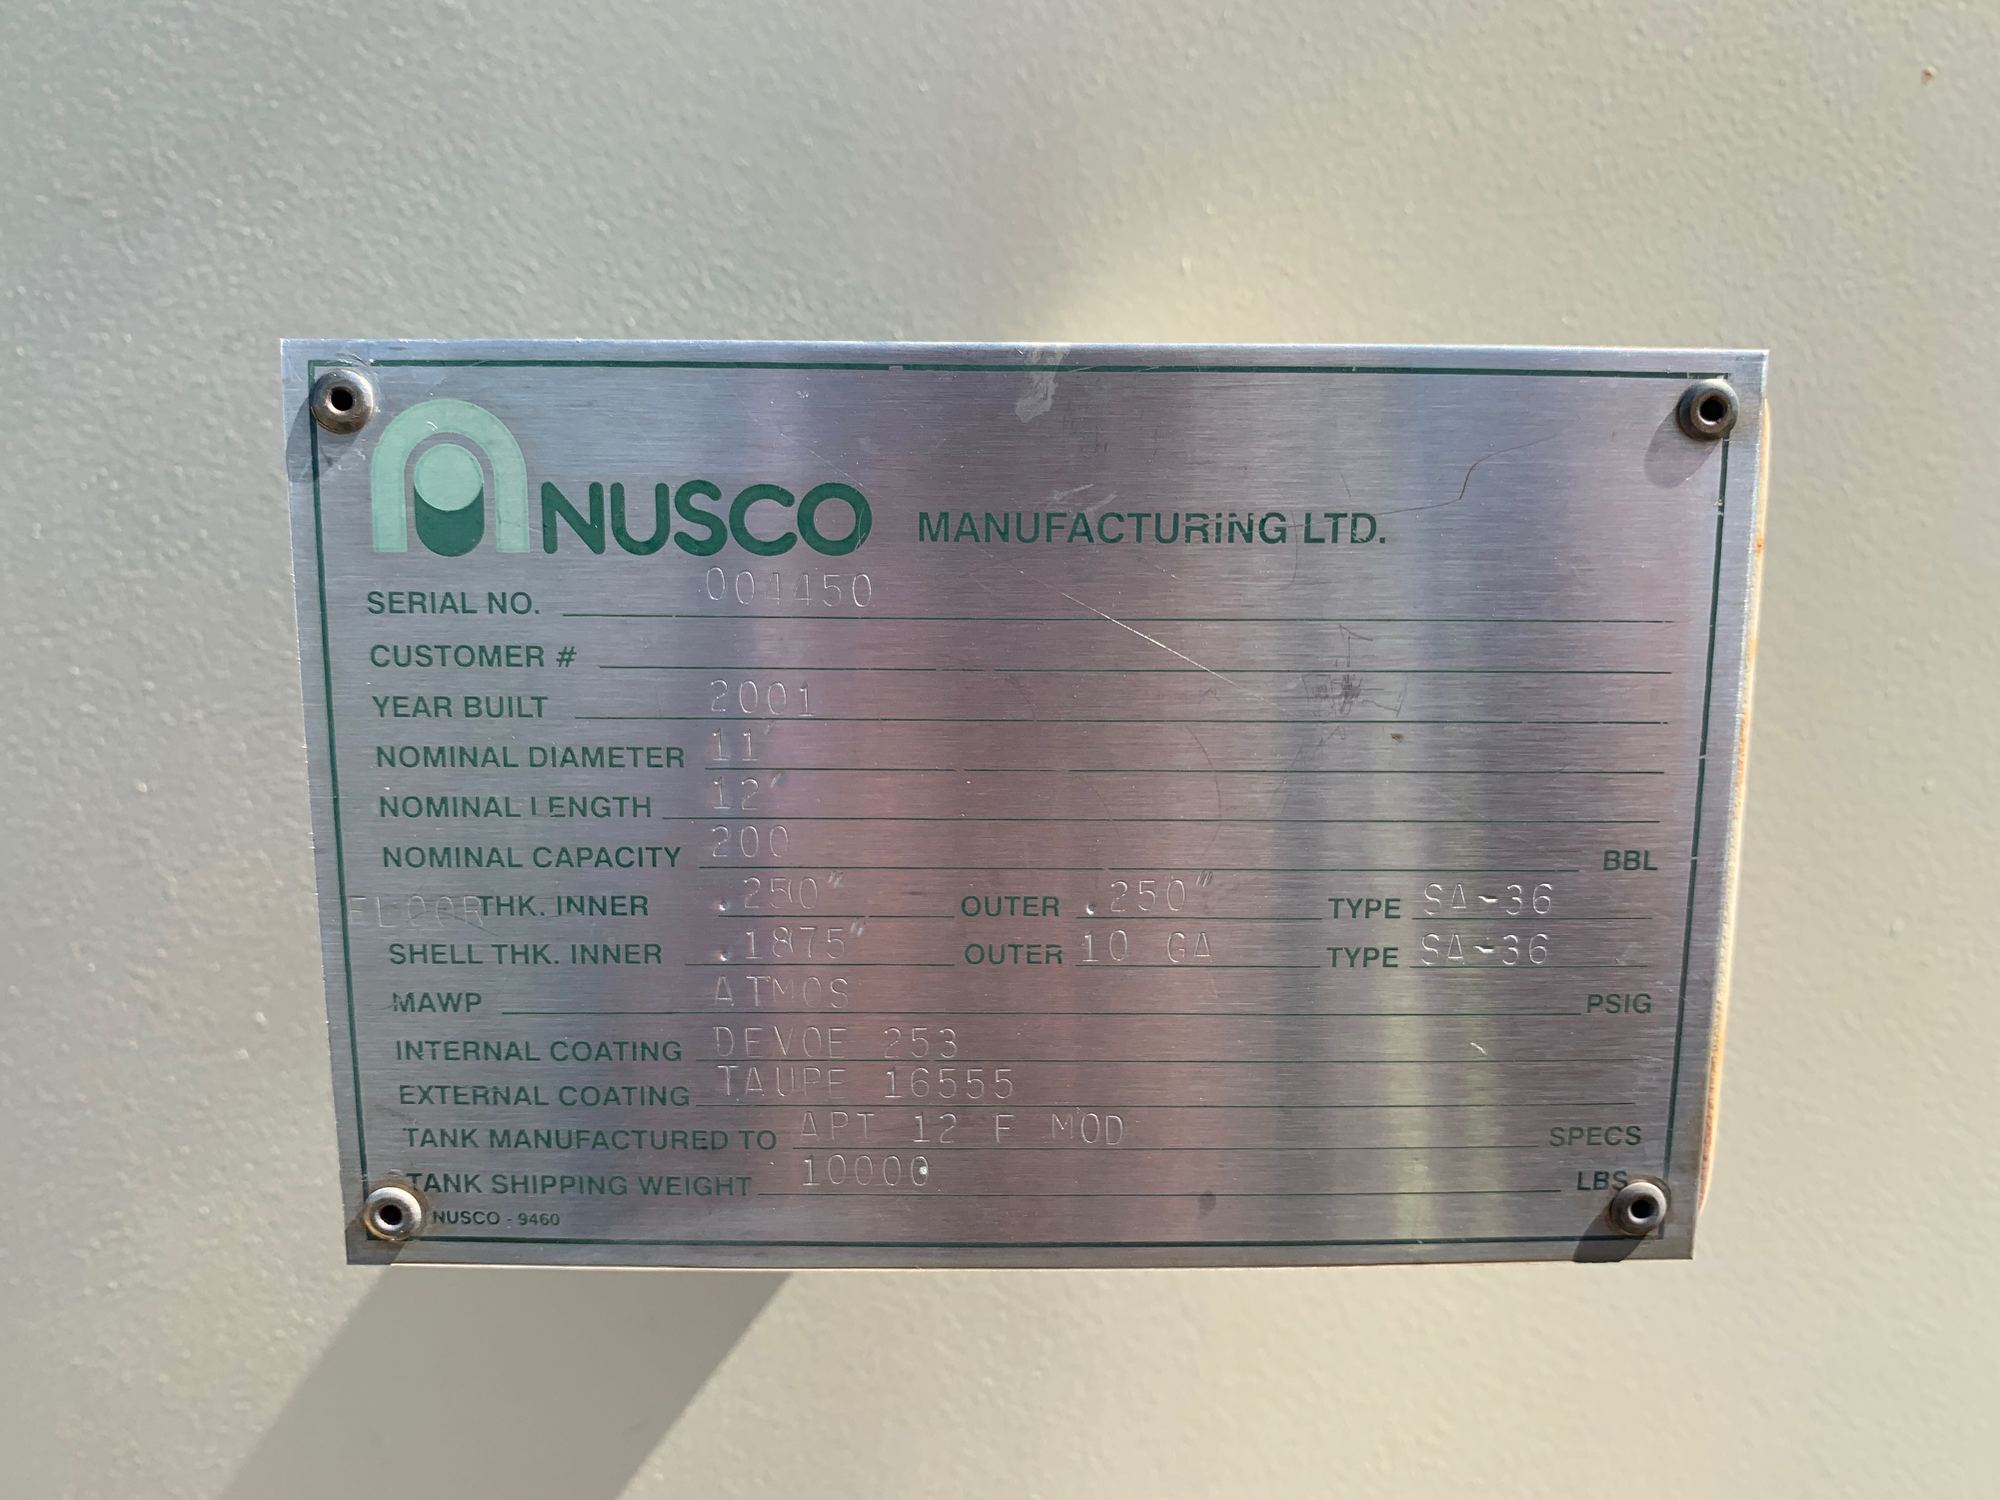 NUSCO MANUFACTURING LTD.
SERIAL NO. 004450
CUSTOMER #
YEAR BUILT 2001
NOMINAL DIAMETER 11'
NOMINAL LENGTH 12'
NOMINAL CAPACITY 200 BBL
FLOOR THK. INNER .250" OUTER .250" TYPE SA-36
SHELL THK. INNER .1875" OUTER 10 GA TYPE SA-36
MAWP ATMOS PSIG
INTERNAL COATING DEVOE 253
EXTERNAL COATING TAUPE 16555
TANK MANUFACTURED TO API 12 F MOD SPECS
TANK SHIPPING WEIGHT 10000 LBS
NUSCO - 9460